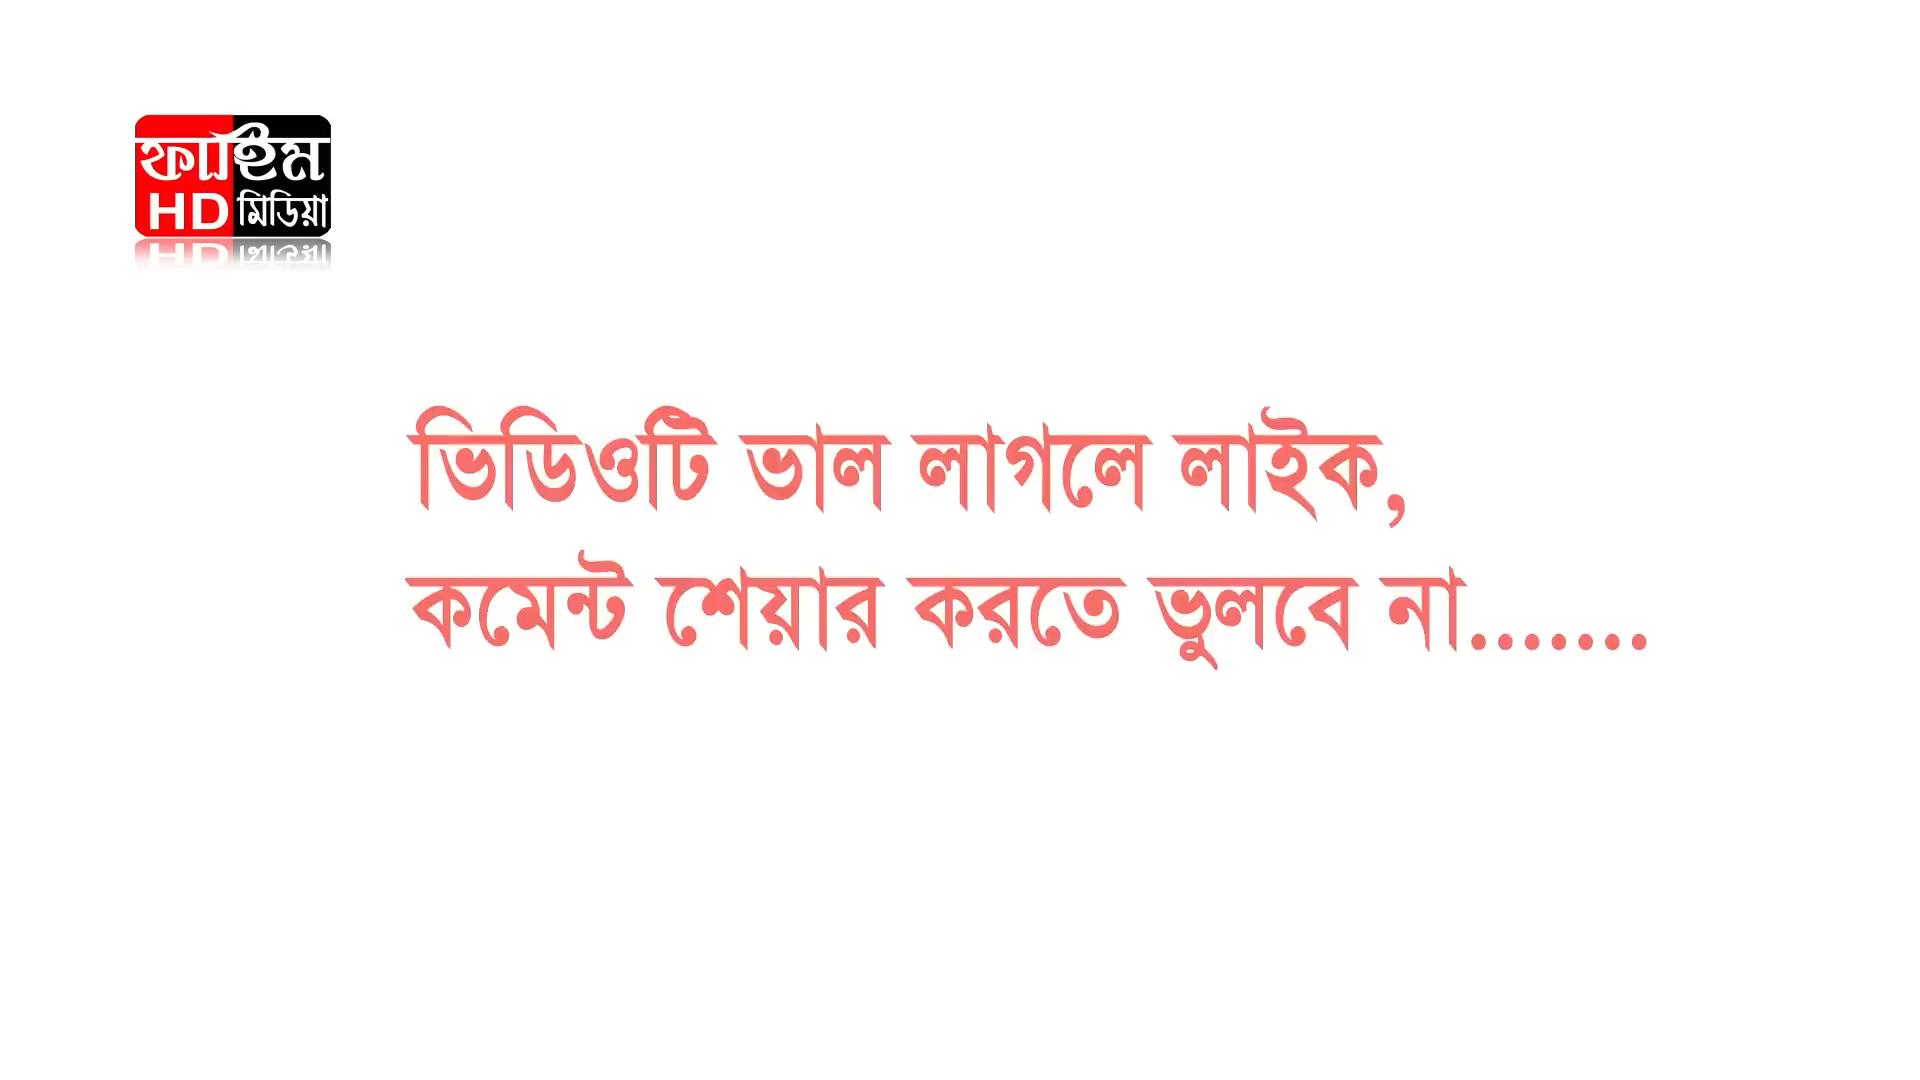 ফাহিম
HD মিডিয়া
ভিডিওটি ভাল লাগলে লাইক,
কমেন্ট শেয়ার করতে ভুলবে না.......